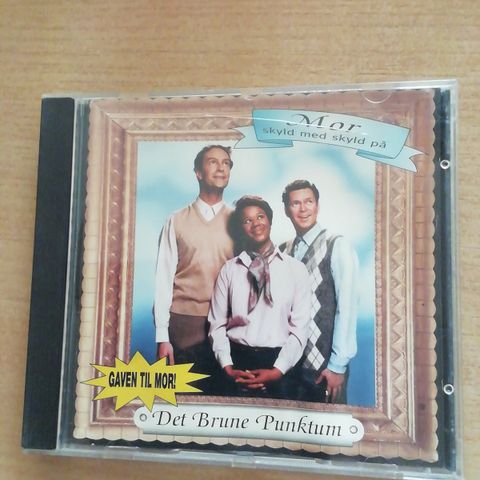 Mor
skyld med skyld på
GAVEN TIL MOR!
Det Brune Punktum